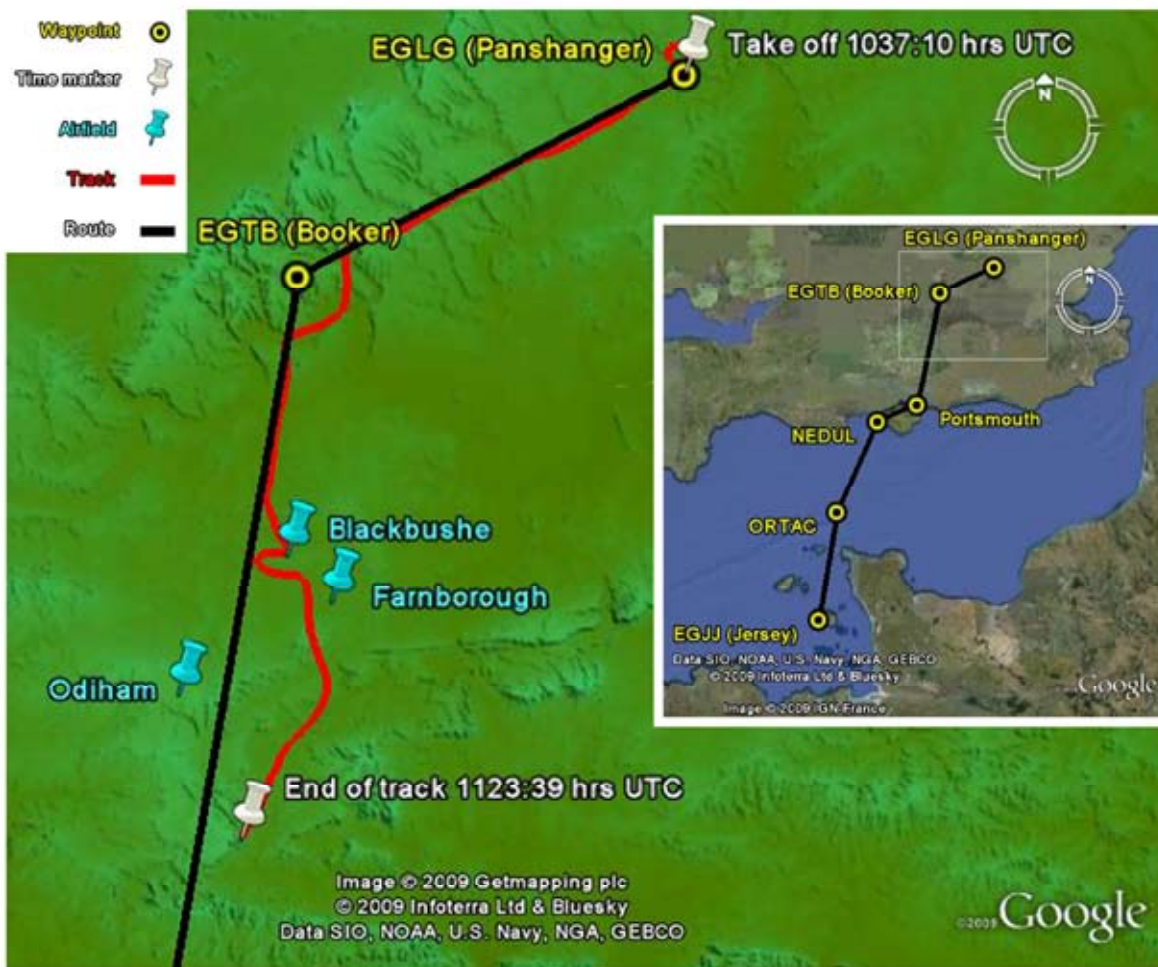 Waypoint
Time marker
Airfield
Track
Route
EGLG (Panshanger)
Take off 1037:10 hrs UTC
N
EGTB (Booker)
Blackbushe
Farnborough
Odiham
End of track 1123:39 hrs UTC
Image © 2009 Getmapping plc
© 2009 Infoterra Ltd & Bluesky
Data SIO, NOAA, U.S. Navy, NGA, GEBCO
©2009 Google
EGLG (Panshanger)
N
EGTB (Booker)
Portsmouth
NEDUL
ORTAC
EGJJ (Jersey)
Data SIO, NOAA, U.S. Navy, NGA, GEBCO
© 2009 Infoterra Ltd & Bluesky
Google
Image © 2009 IGN France